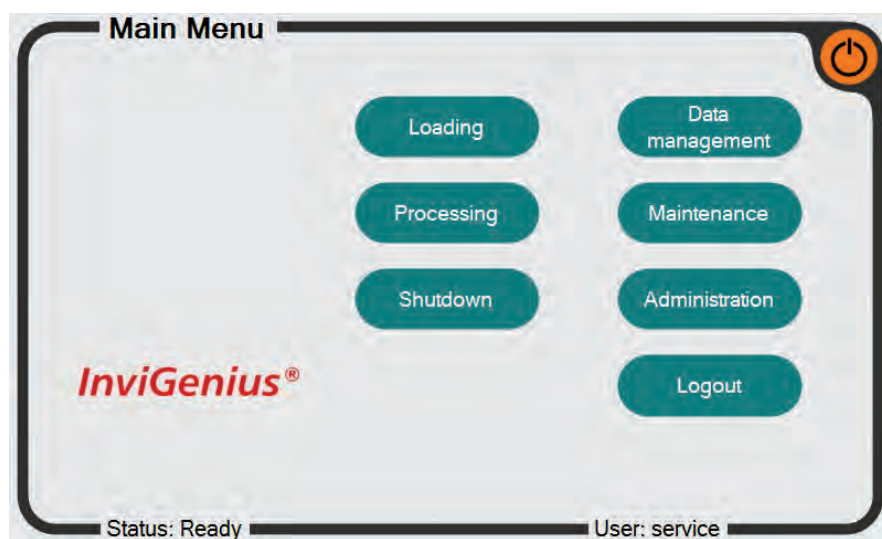 Main Menu
Loading
Data
management
Processing
Maintenance
Shutdown
Administration
InviGenius®
Logout
Status: Ready
User: service